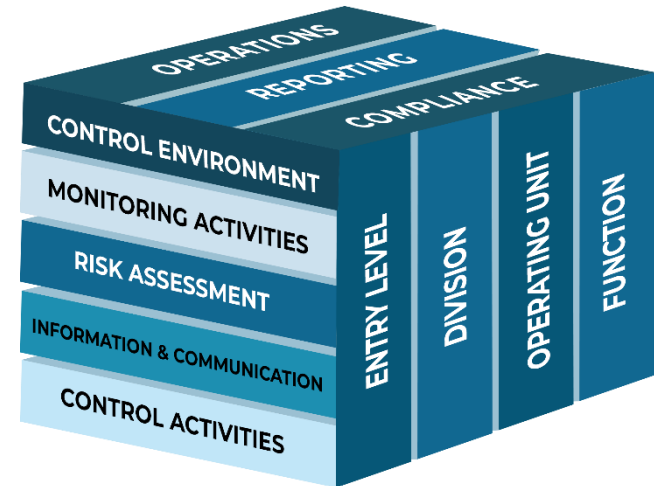 OPERATIONS
REPORTING
COMPLIANCE
CONTROL ENVIRONMENT
MONITORING ACTIVITIES
RISK ASSESSMENT
INFORMATION & COMMUNICATION
CONTROL ACTIVITIES
ENTRY LEVEL
DIVISION
OPERATING UNIT
FUNCTION